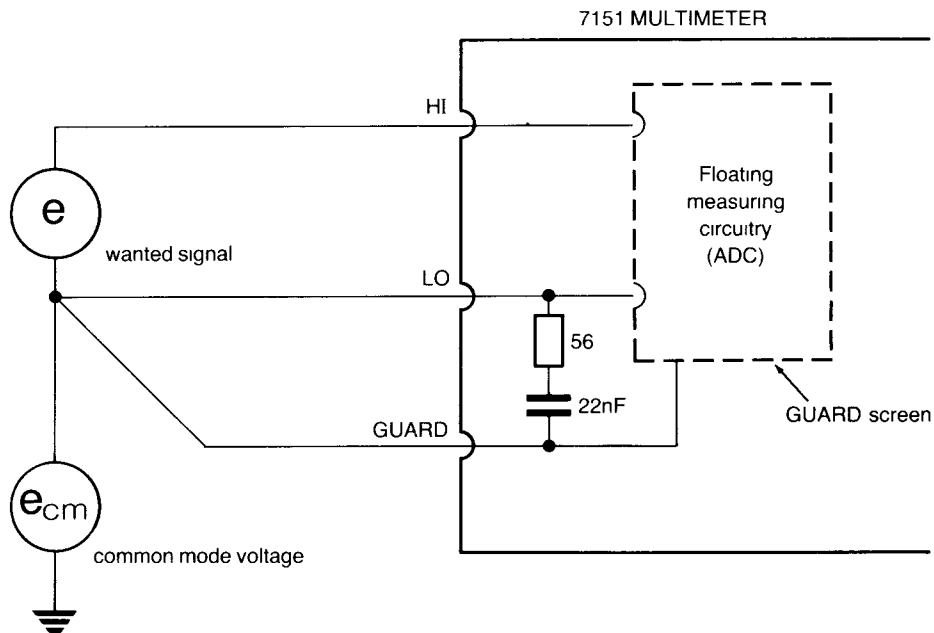 7151 MULTIMETER
HI
Floating
measuring
circuitry
(ADC)
e
wanted signal
LO
56
22nF
GUARD screen
GUARD
ecm
common mode voltage